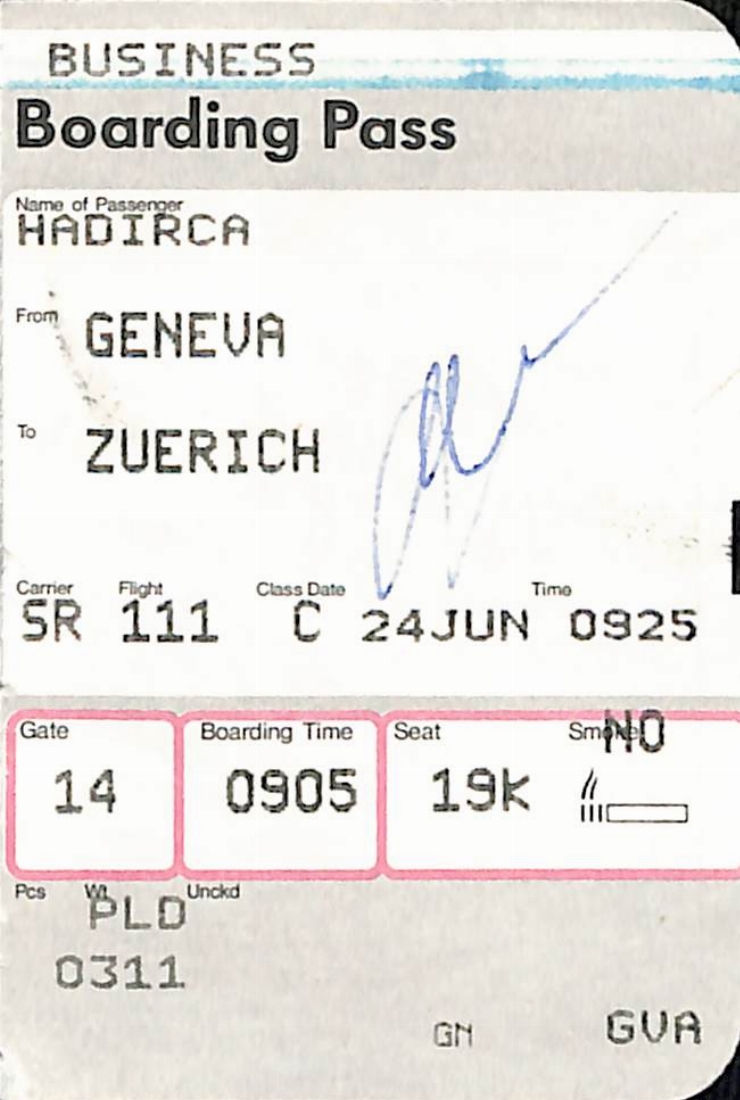 BUSINESS
Boarding Pass
Name of Passenger
HADIRCA
From GENEVA
To ZUERICH
Carrier Flight Class Date Time
SR 111 C 24JUN 0925
Gate Boarding Time Seat Smoke NO
14 0905 19K
Pcs Wt Unckd
PLD
0311
GN GVA